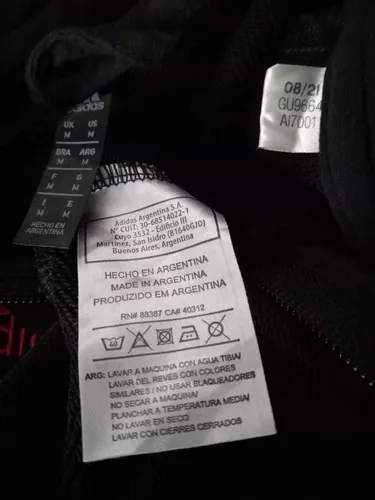 adidas
UK US
M M
BRA ARG
M M
F G
M M
I E
M M
HECHO EN
ARGENTINA
08/21
GU9664
AI7001
Adidas Argentina S.A.
N° CUIT: 30-68514022-1
Doyo 3532 - Edificio III
Martinez, San Isidro (B1640GJD)
Buenos Aires, Argentina
HECHO EN ARGENTINA
MADE IN ARGENTINA
PRODUZIDO EM ARGENTINA
RN# 88387 CA# 40312
40
ARG: LAVAR A MAQUINA CON AGUA TIBIA/
LAVAR DEL REVES CON COLORES
SIMILARES / NO USAR BLAQUEADORES
NO SECAR A MAQUINA/
PLANCHAR A TEMPERATURA MEDIA/
NO LAVAR EN SECO
LAVAR CON CIERRES CERRADOS